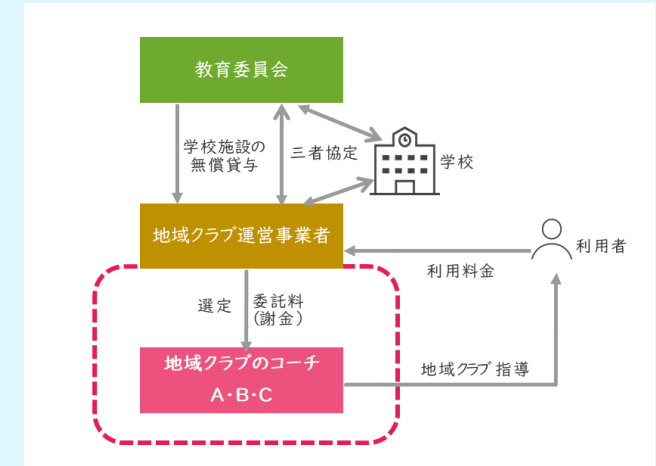 教育委員会
学校施設の
無償貸与
三者協定
学校
地域クラブ運営事業者
利用者
利用料金
選定
委託料
(謝金)
地域クラブのコーチ
A・B・C
地域クラブ指導